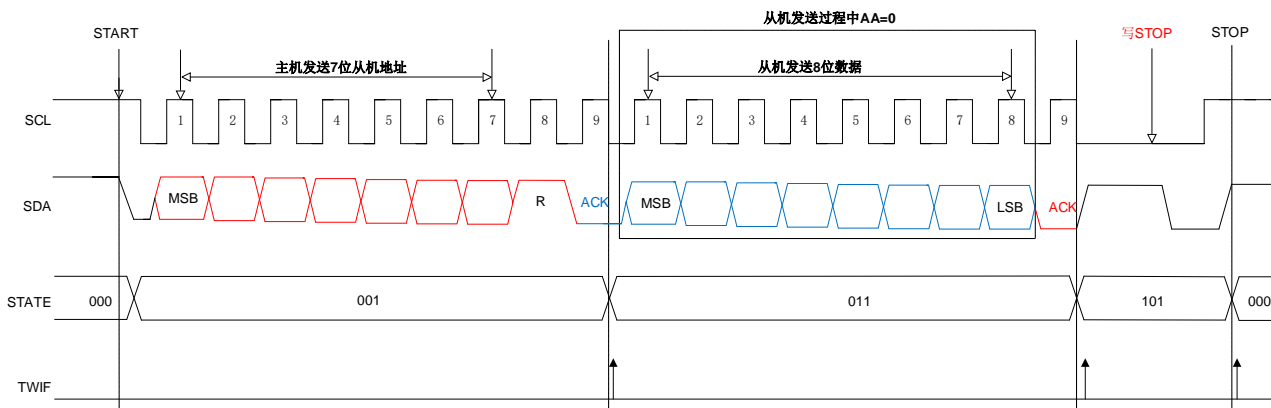 从机发送过程中AA=0
START
写STOP
STOP
主机发送7位从机地址
从机发送8位数据
SCL
1 2 3 4 5 6 7 8 9 1 2 3 4 5 6 7 8 9
SDA
MSB R ACK MSB LSB ACK
STATE 000 001 011 101 000
TWIF